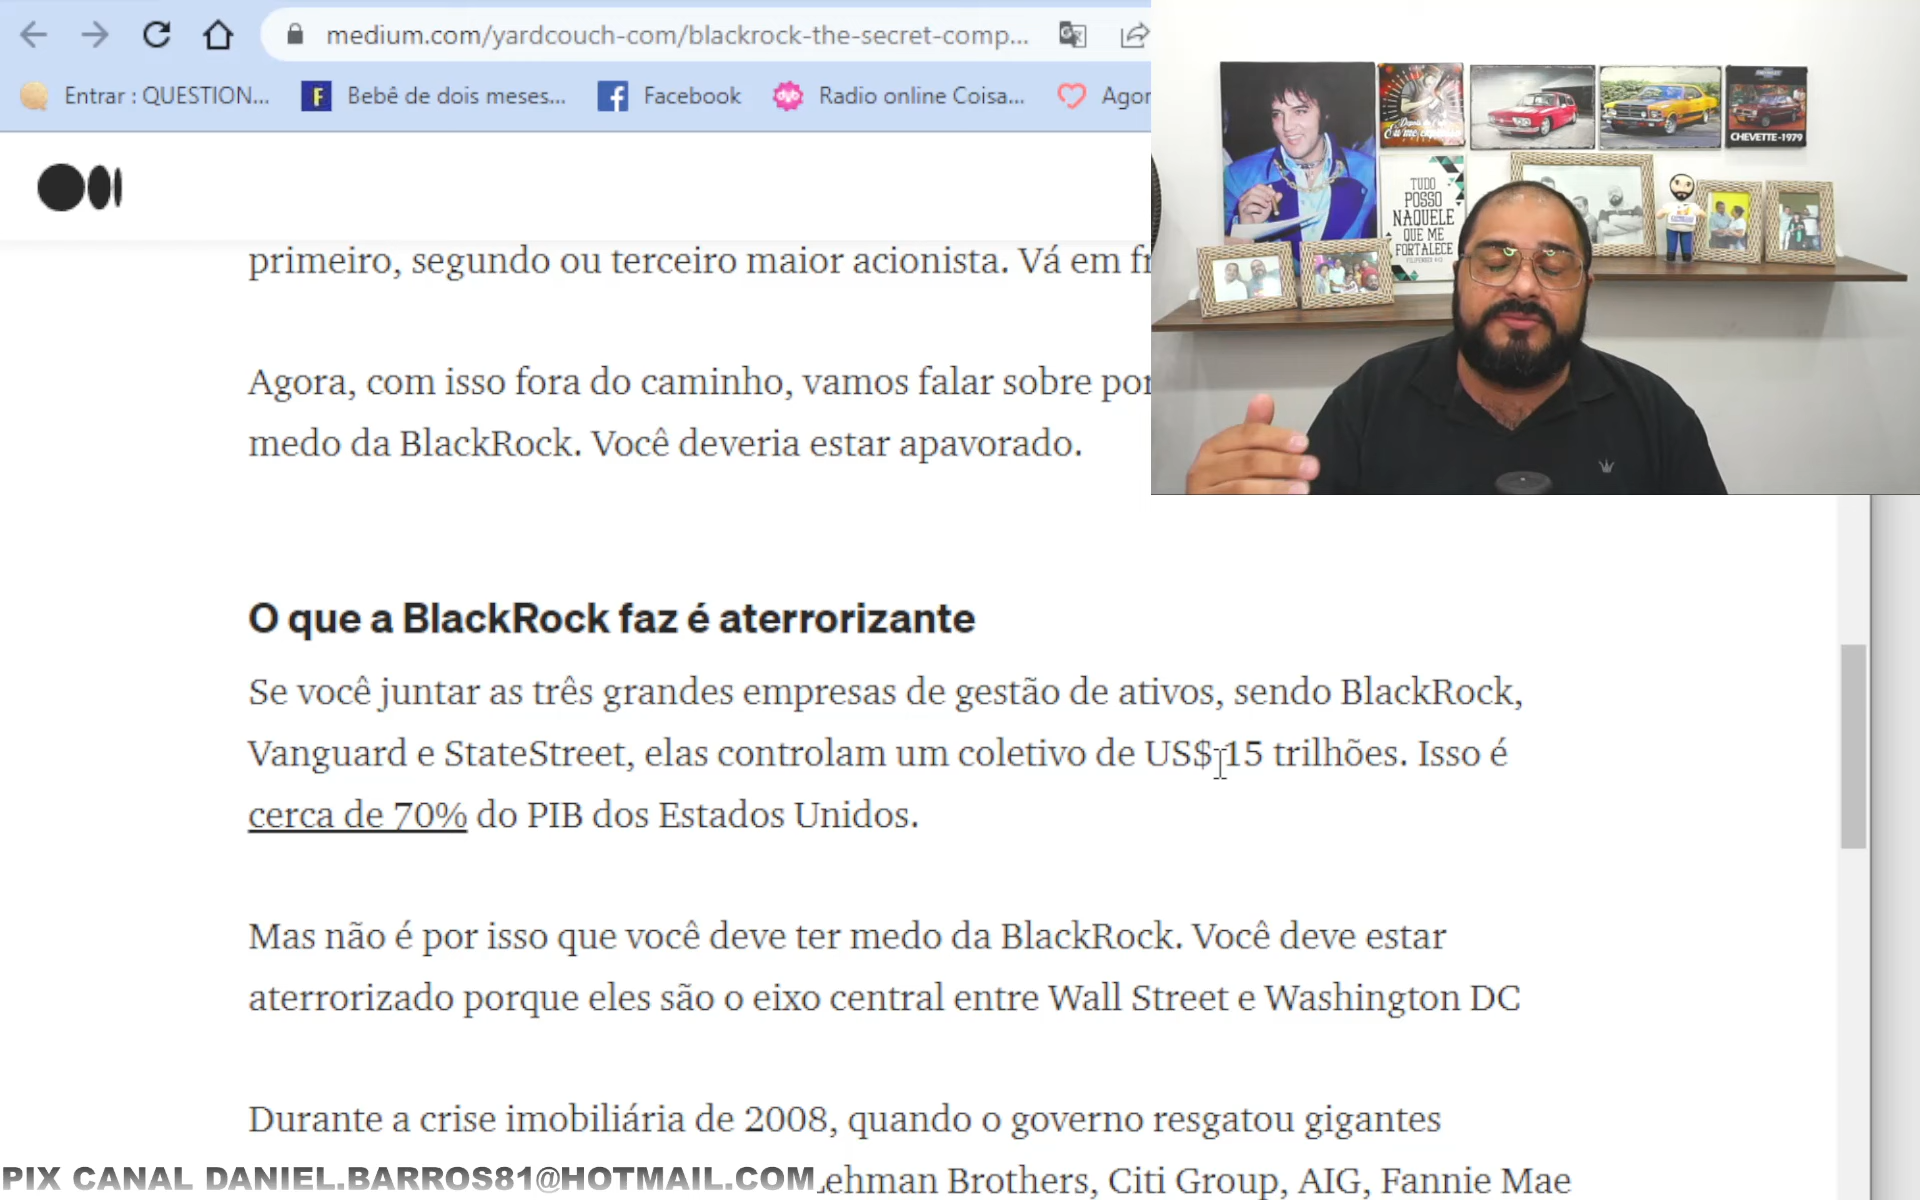 medium.com/yardcouch-com/blackrock-the-secret-comp...
Entrar : QUESTION... Bebê de dois meses... Facebook Radio online Coisa... Agor
primeiro, segundo ou terceiro maior acionista. Vá em fr
Agora, com isso fora do caminho, vamos falar sobre por
medo da BlackRock. Você deveria estar apavorado.
O que a BlackRock faz é aterrorizante
Se você juntar as três grandes empresas de gestão de ativos, sendo BlackRock,
Vanguard e StateStreet, elas controlam um coletivo de US$ 15 trilhões. Isso é
cerca de 70% do PIB dos Estados Unidos.
Mas não é por isso que você deve ter medo da BlackRock. Você deve estar
aterrorizado porque eles são o eixo central entre Wall Street e Washington DC
Durante a crise imobiliária de 2008, quando o governo resgatou gigantes
ehman Brothers, Citi Group, AIG, Fannie Mae
PIX CANAL DANIEL.BARROS81@HOTMAIL.COM
CHEVETTE-1979
TUDO
POSSO
NAQUELE
QUE ME
FORTALECE